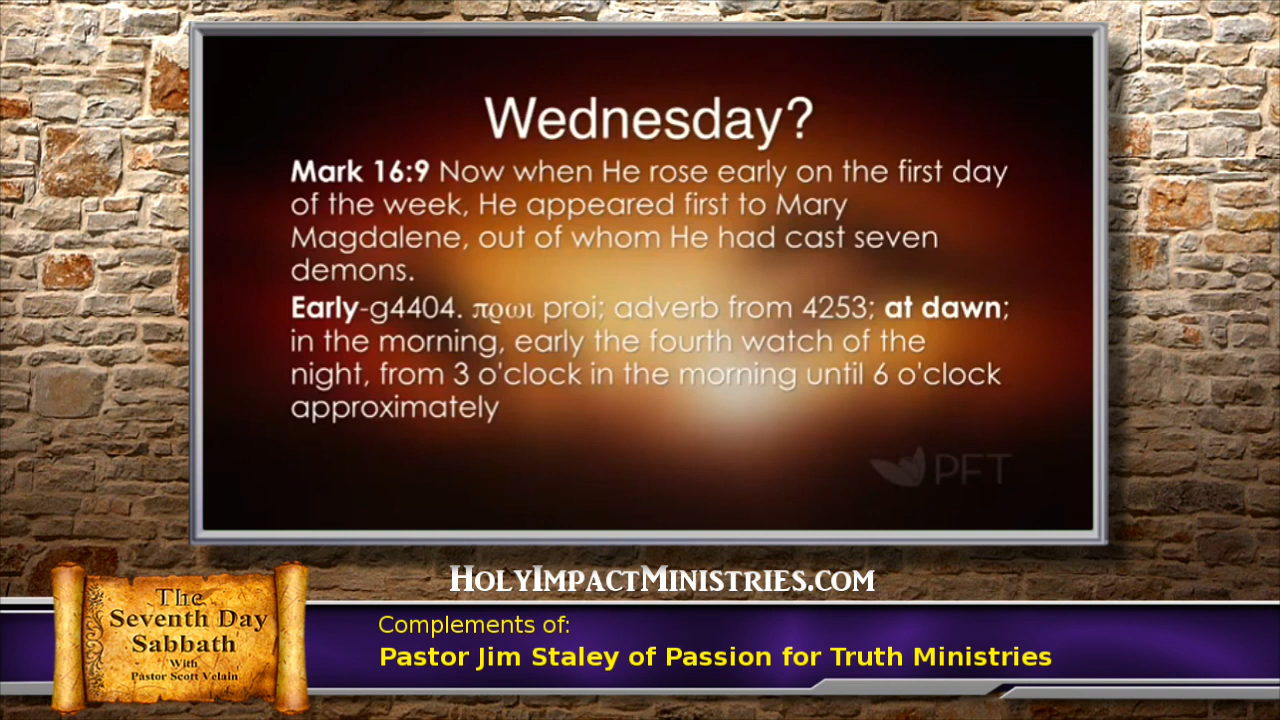 Wednesday?
Mark 16:9 Now when He rose early on the first day
of the week, He appeared first to Mary
Magdalene, out of whom He had cast seven
demons.
Early-g4404. πρωι proi; adverb from 4253; at dawn;
in the morning, early the fourth watch of the
night, from 3 o'clock in the morning until 6 o'clock
approximately
PFT
HOLYIMPACTMINISTRIES.COM
The
Seventh Day
Sabbath
With
Pastor Scott Velain
Complements of:
Pastor Jim Staley of Passion for Truth Ministries